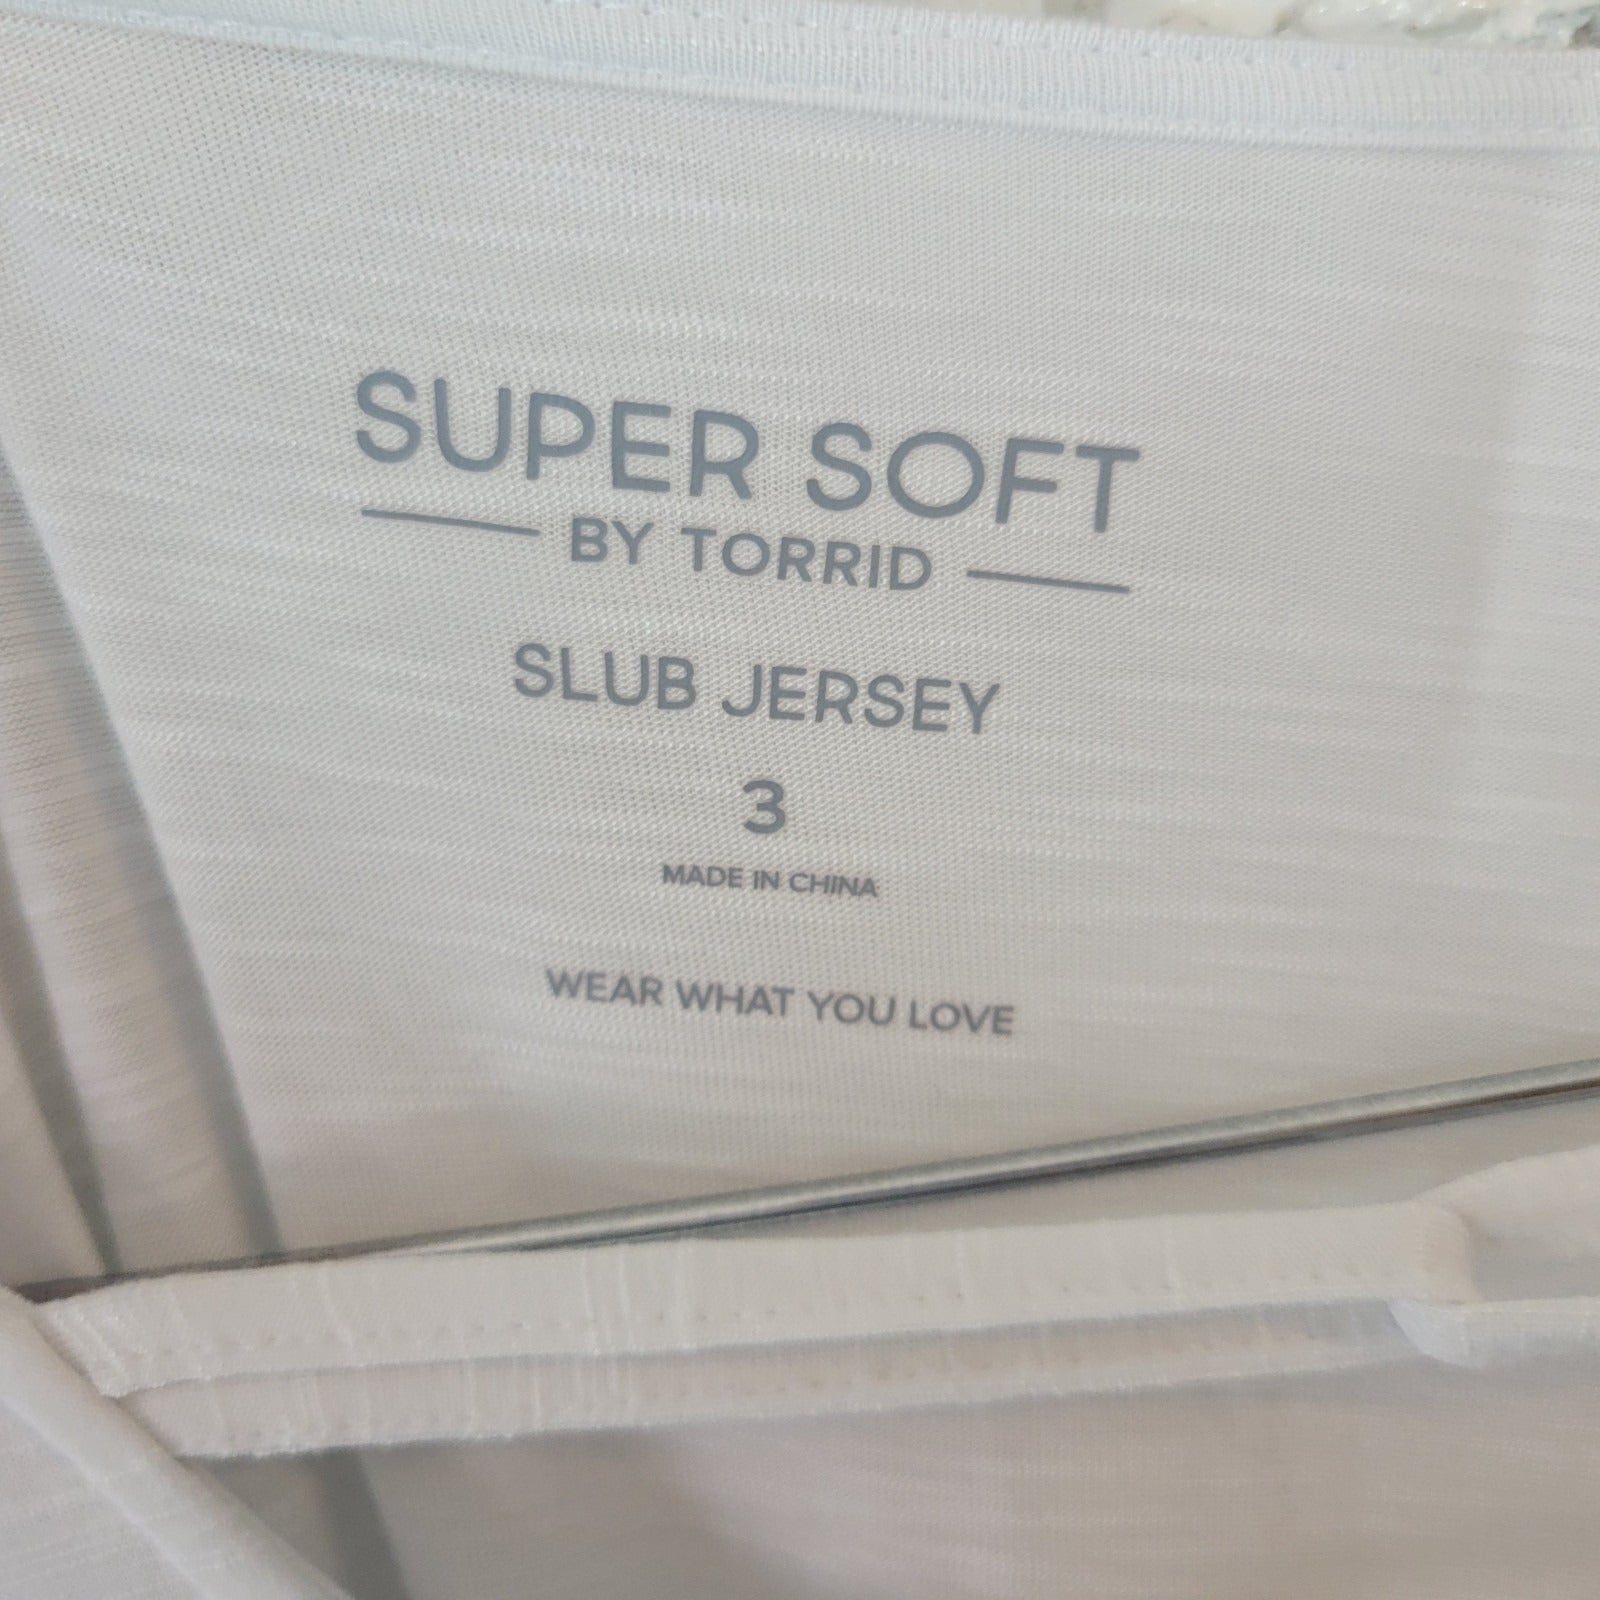 SUPER SOFT
BY TORRID
SLUB JERSEY
3
MADE IN CHINA
WEAR WHAT YOU LOVE